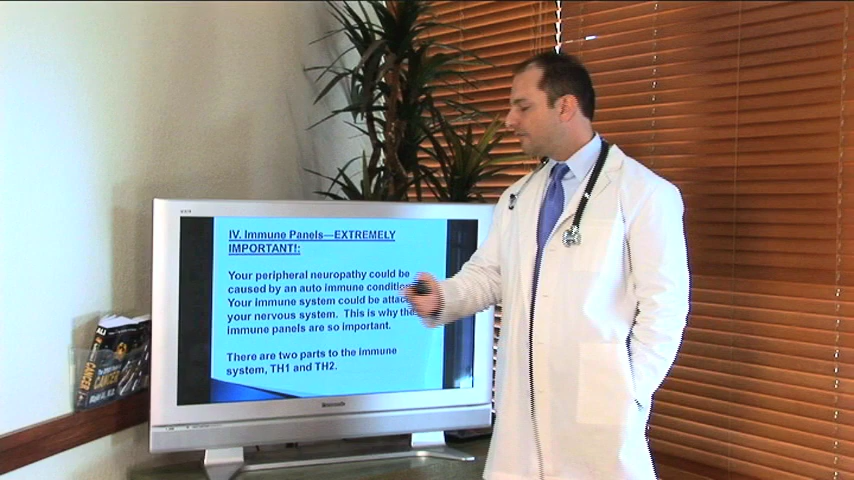 IV. Immune Panels—EXTREMELY
IMPORTANT!:
Your peripheral neuropathy could be
caused by an auto immune
Your immune system could be
your nervous system. This is why
immune panels are so important.
There are two parts to the immune
system, TH1 and TH2.
CANCER